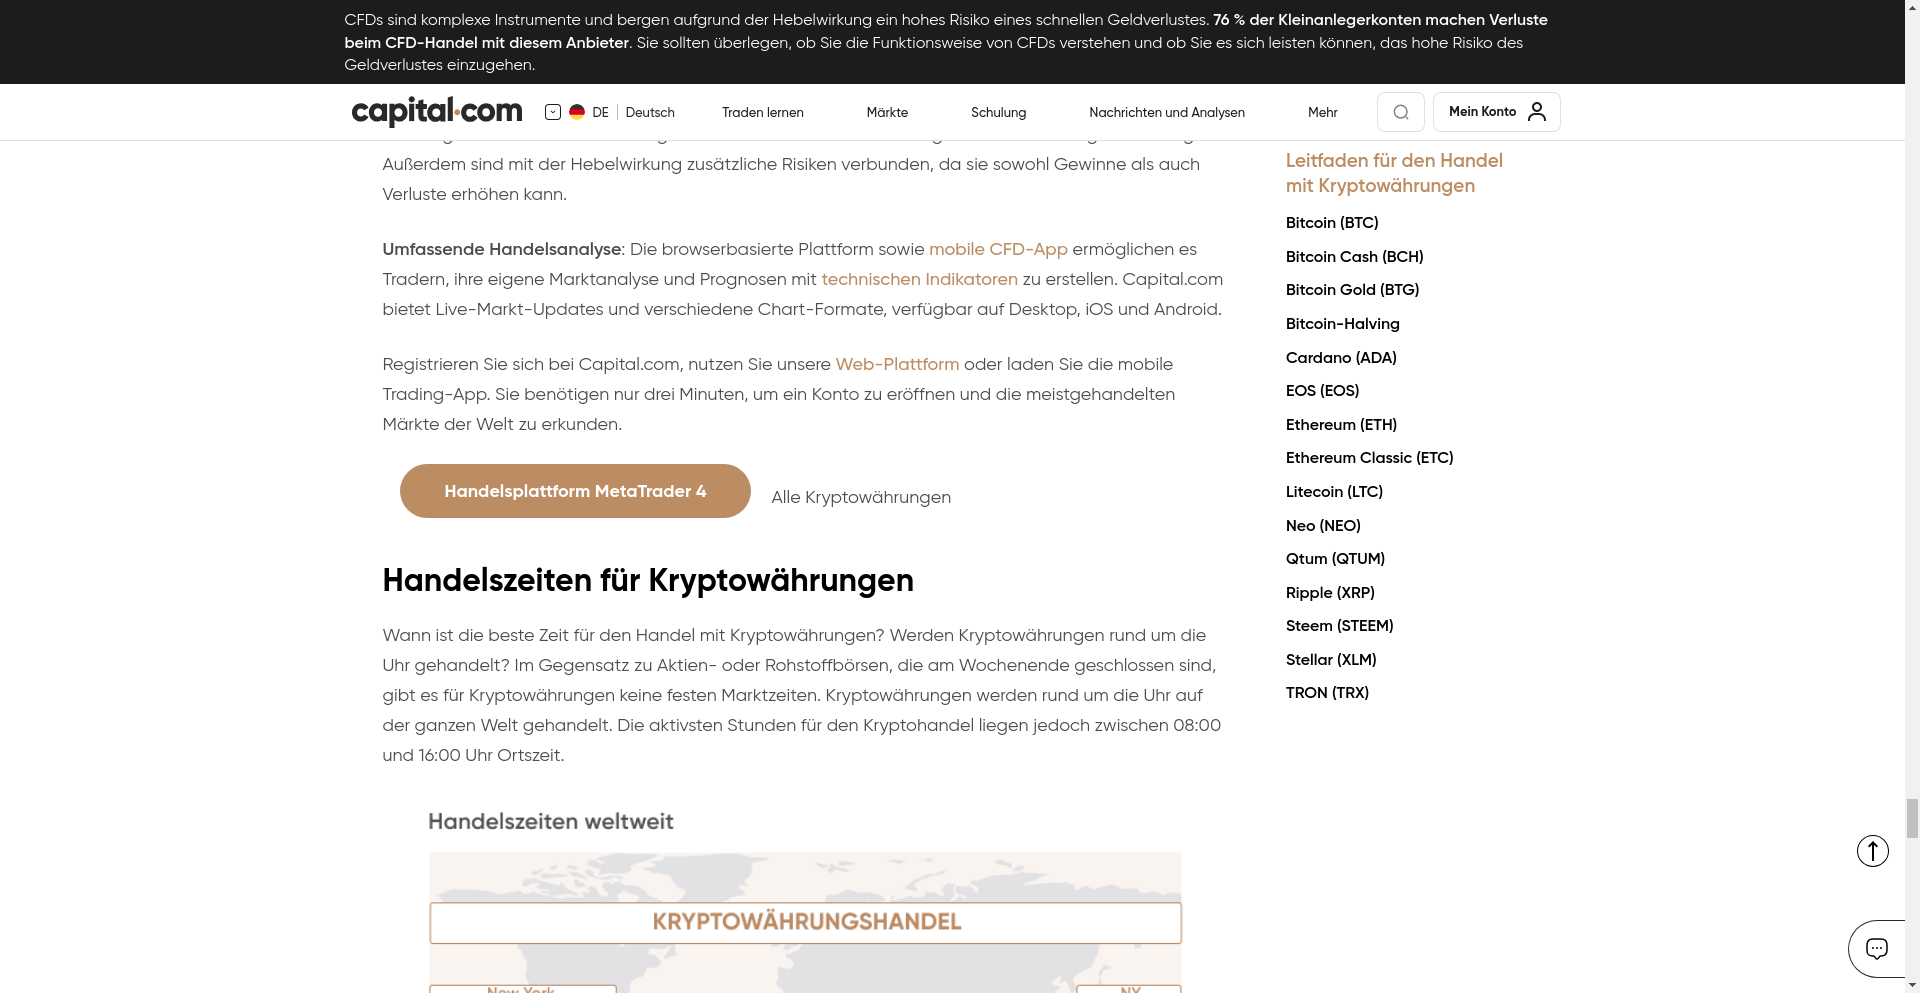 CFDs sind komplexe Instrumente und bergen aufgrund der Hebelwirkung ein hohes Risiko eines schnellen Geldverlustes. 76 % der Kleinanlegerkonten machen Verluste
beim CFD-Handel mit diesem Anbieter. Sie sollten überlegen, ob Sie die Funktionsweise von CFDs verstehen und ob Sie es sich leisten können, das hohe Risiko des
Geldverlustes einzugehen.
capital.com
DE
Deutsch
Traden lernen
Märkte
Schulung
Nachrichten und Analysen
Mehr
Mein Konto
Außerdem sind mit der Hebelwirkung zusätzliche Risiken verbunden, da sie sowohl Gewinne als auch
Verluste erhöhen kann.
Umfassende Handelsanalyse: Die browserbasierte Plattform sowie mobile CFD-App ermöglichen es
Tradern, ihre eigene Marktanalyse und Prognosen mit technischen Indikatoren zu erstellen. Capital.com
bietet Live-Markt-Updates und verschiedene Chart-Formate, verfügbar auf Desktop, iOS und Android.
Registrieren Sie sich bei Capital.com, nutzen Sie unsere Web-Plattform oder laden Sie die mobile
Trading-App. Sie benötigen nur drei Minuten, um ein Konto zu eröffnen und die meistgehandelten
Märkte der Welt zu erkunden.
Handelsplattform MetaTrader 4
Alle Kryptowährungen
Handelszeiten für Kryptowährungen
Wann ist die beste Zeit für den Handel mit Kryptowährungen? Werden Kryptowährungen rund um die
Uhr gehandelt? Im Gegensatz zu Aktien- oder Rohstoffbörsen, die am Wochenende geschlossen sind,
gibt es für Kryptowährungen keine festen Marktzeiten. Kryptowährungen werden rund um die Uhr auf
der ganzen Welt gehandelt. Die aktivsten Stunden für den Kryptohandel liegen jedoch zwischen 08:00
und 16:00 Uhr Ortszeit.
Handelszeiten weltweit
KRYPTOWÄHRUNGSHANDEL
New York
NY
Leitfaden für den Handel
mit Kryptowährungen
Bitcoin (BTC)
Bitcoin Cash (BCH)
Bitcoin Gold (BTG)
Bitcoin-Halving
Cardano (ADA)
EOS (EOS)
Ethereum (ETH)
Ethereum Classic (ETC)
Litecoin (LTC)
Neo (NEO)
Qtum (QTUM)
Ripple (XRP)
Steem (STEEM)
Stellar (XLM)
TRON (TRX)